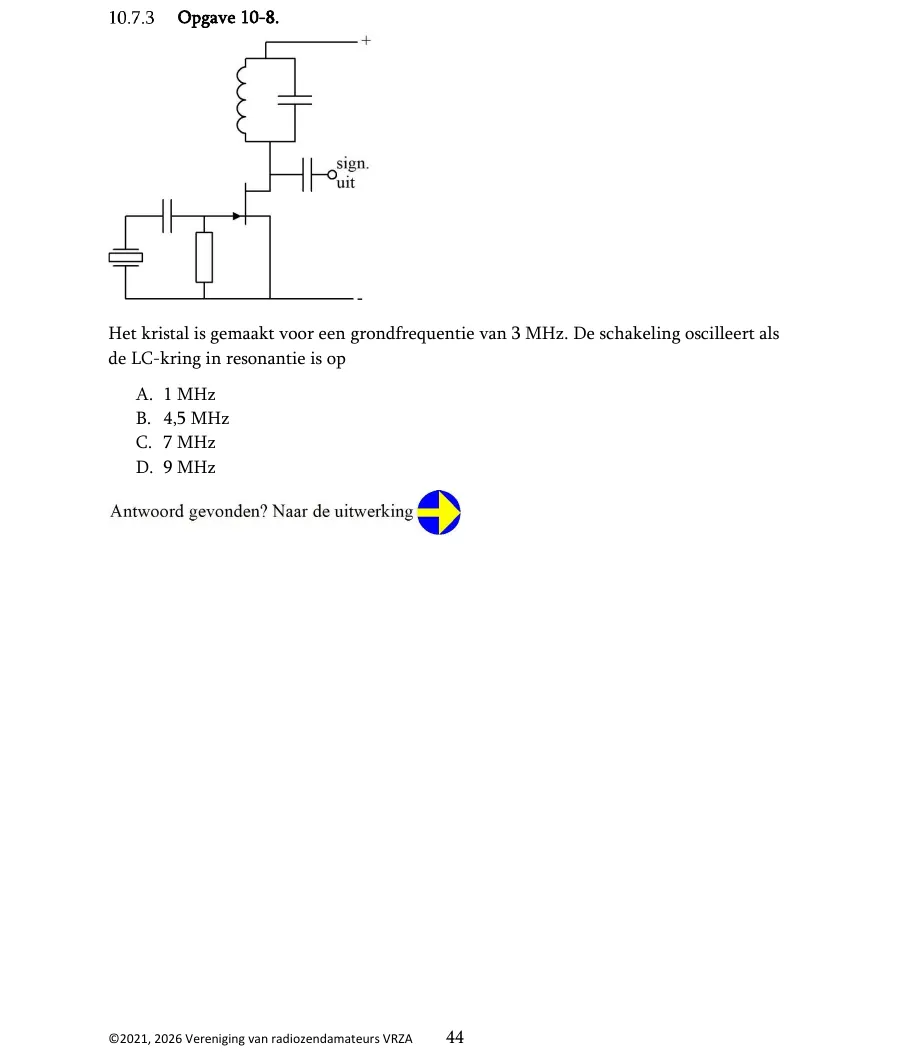 10.7.3 Opgave 10-8.
+
sign.
uit
-
Het kristal is gemaakt voor een grondfrequentie van 3 MHz. De schakeling oscilleert als
de LC-kring in resonantie is op
A. 1 MHz
B. 4,5 MHz
C. 7 MHz
D. 9 MHz
Antwoord gevonden? Naar de uitwerking
©2021, 2026 Vereniging van radiozendamateurs VRZA 44